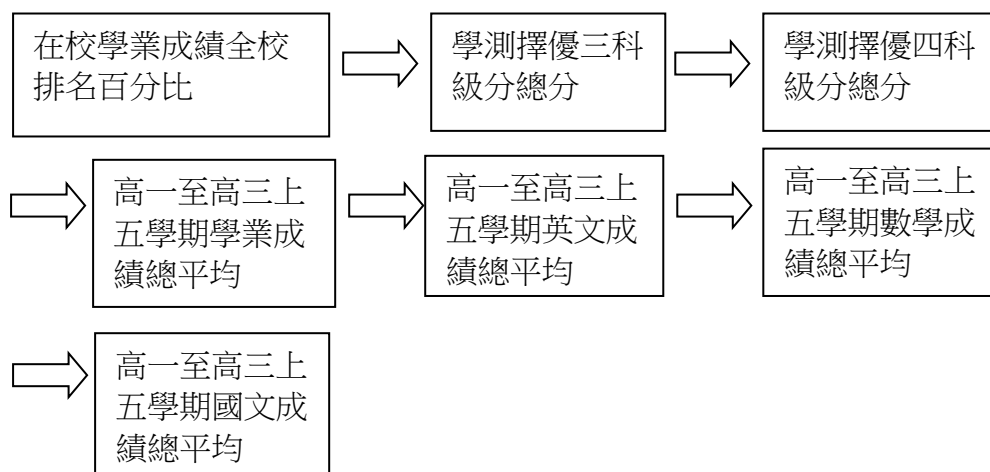 在校學業成績全校
排名百分比
學測擇優三科
級分總分
學測擇優四科
級分總分
高一至高三上
五學期學業成
績總平均
高一至高三上
五學期英文成
績總平均
高一至高三上
五學期數學成
績總平均
高一至高三上
五學期國文成
績總平均